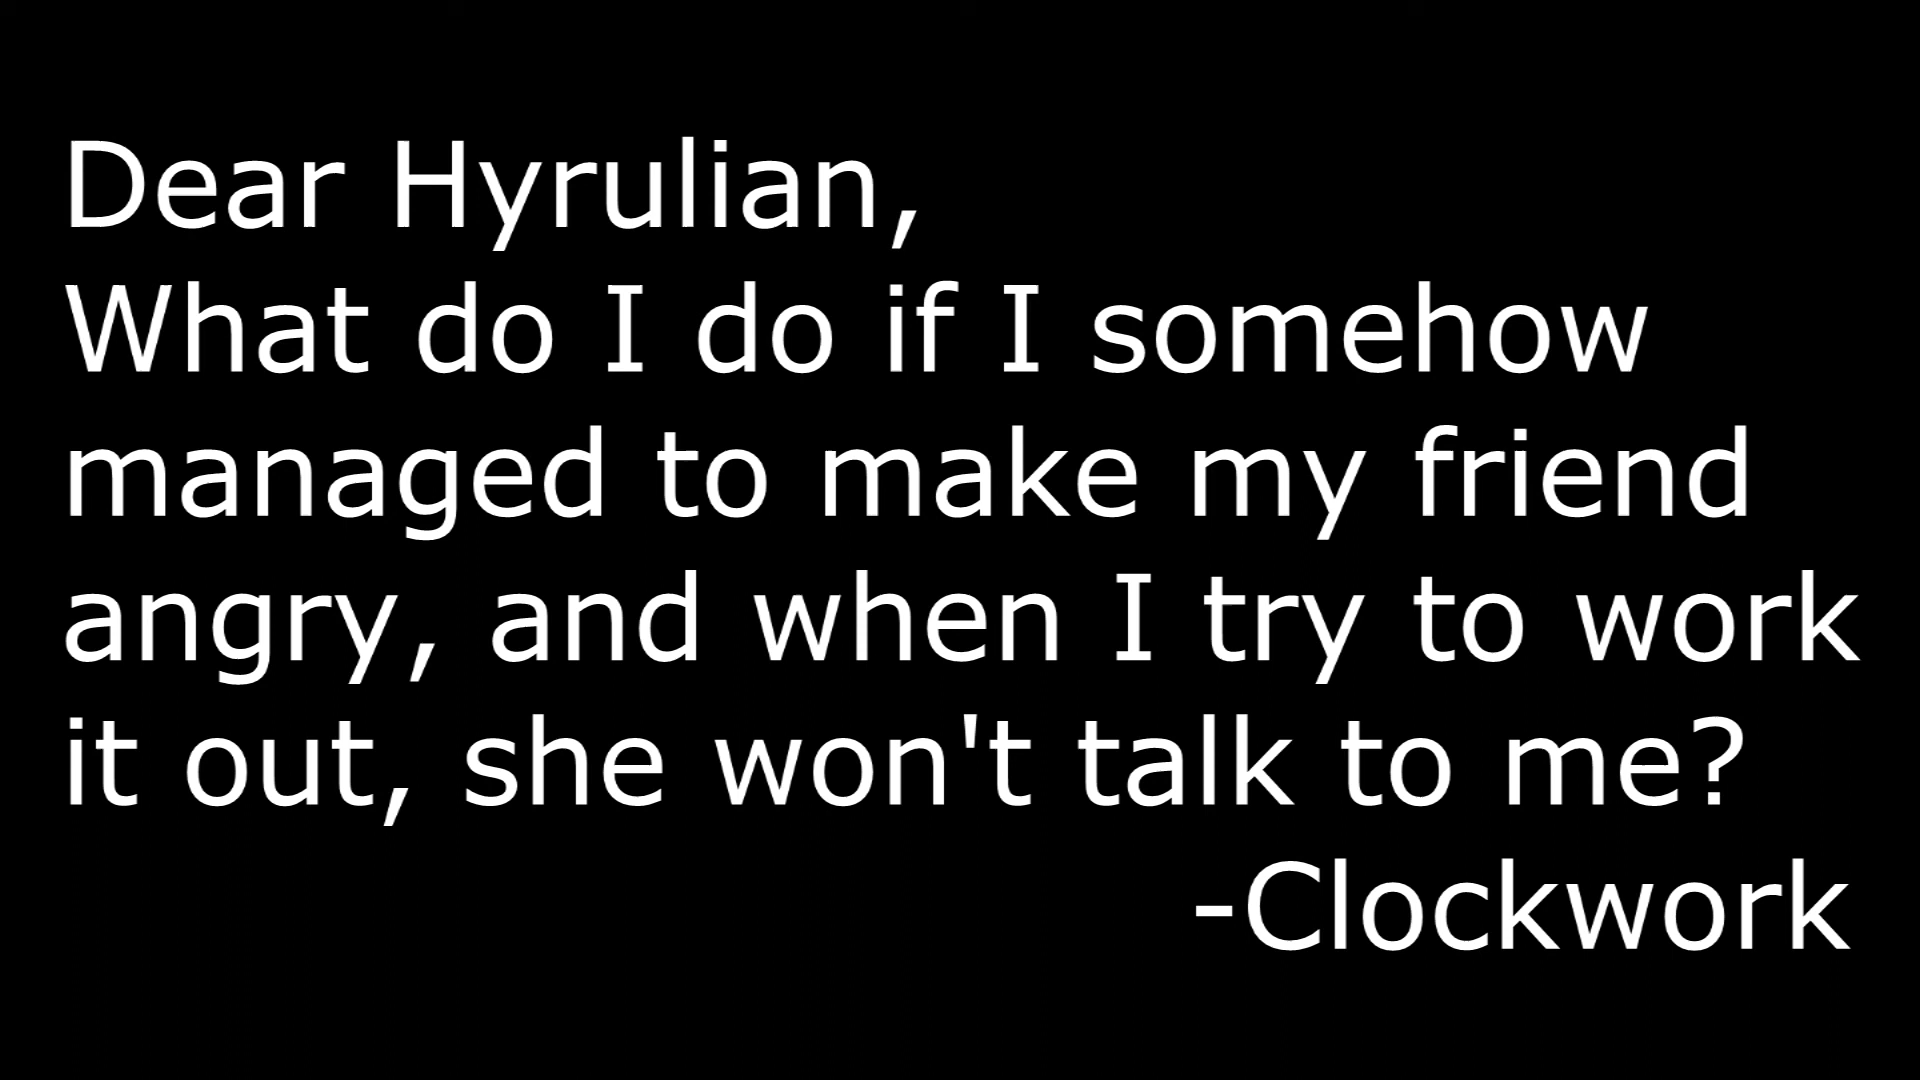 Dear Hyrulian,
What do I do if I somehow
managed to make my friend
angry, and when I try to work
it out, she won't talk to me?
-Clockwork